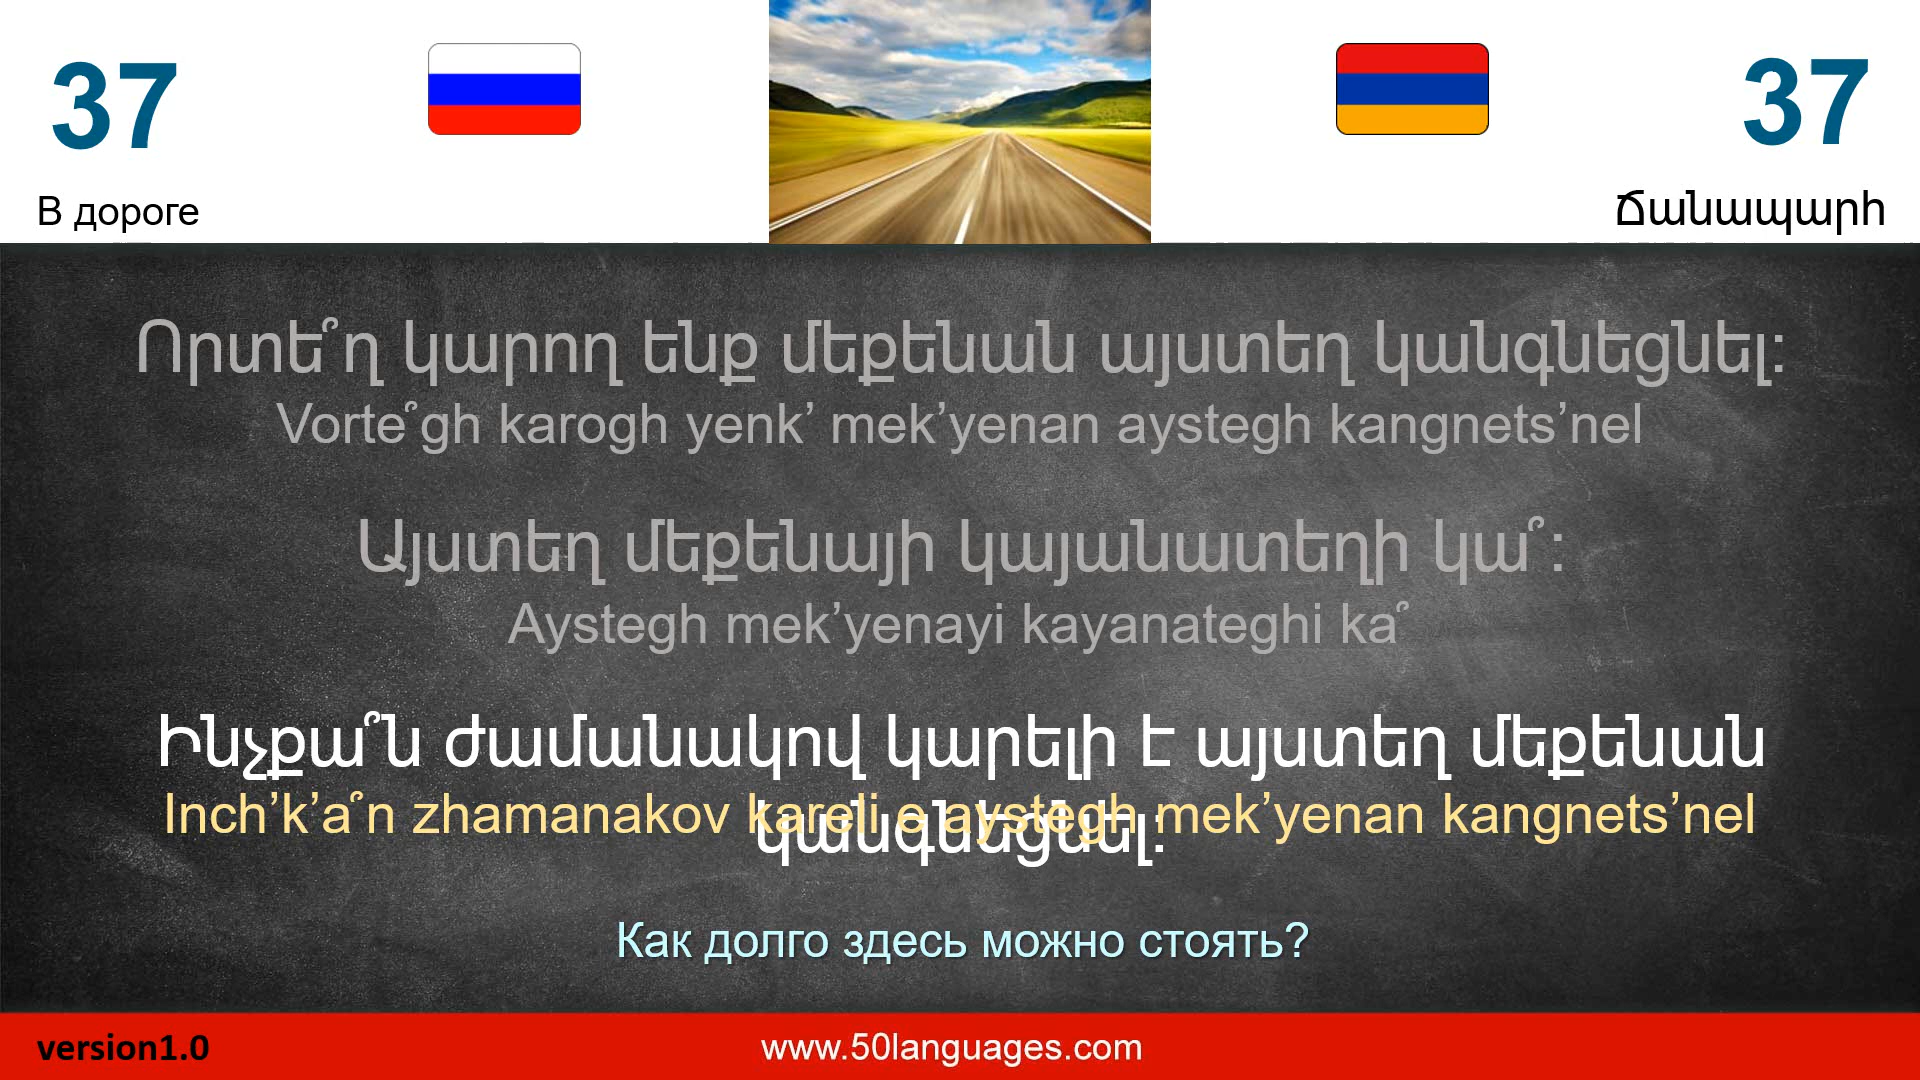 37
37
В дороге
Ճանապարհ
Որտե՞ղ կարող ենք մեքենան այստեղ կանգնեցնել:
Vorte՞gh karogh yenk’ mek’yenan aystegh kangnets’nel
Այստեղ մեքենայի կայանատեղի կա՞:
Aystegh mek’yenayi kayanateghi ka՞
Ինչքա՞ն ժամանակով կարելի է այստեղ մեքենան
կանգնեցնել:
Inch’k’a՞n zhamanakov kareli e aystegh mek’yenan kangnets’nel
Как долго здесь можно стоять?
version1.0
www.50languages.com